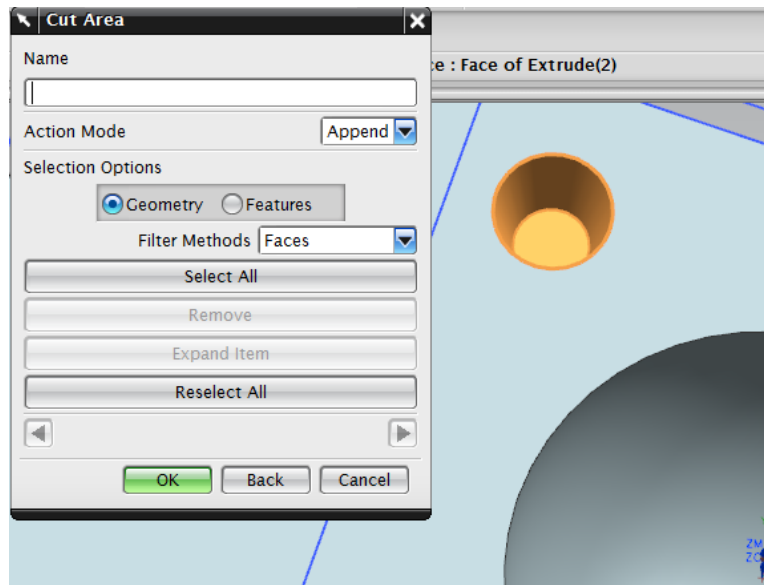 Cut Area
:e : Face of Extrude(2)
Name
Action Mode
Append
Selection Options
Geometry
Features
Filter Methods
Faces
Select All
Remove
Expand Item
Reselect All
OK
Back
Cancel
ZM